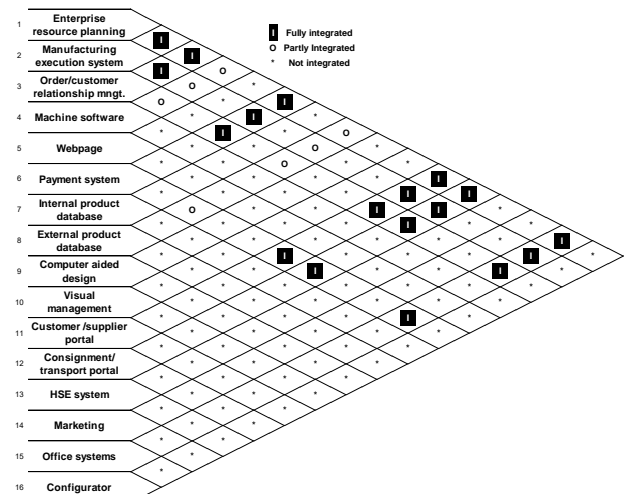 1 Enterprise
resource planning
I Fully integrated
O Partly Integrated
* Not integrated
2 Manufacturing
execution system
3 Order/customer
relationship mngt.
4 Machine software
5 Webpage
6 Payment system
7 Internal product
database
8 External product
database
9 Computer aided
design
10 Visual
management
11 Customer /supplier
portal
12 Consignment/
transport portal
13 HSE system
14 Marketing
15 Office systems
16 Configurator